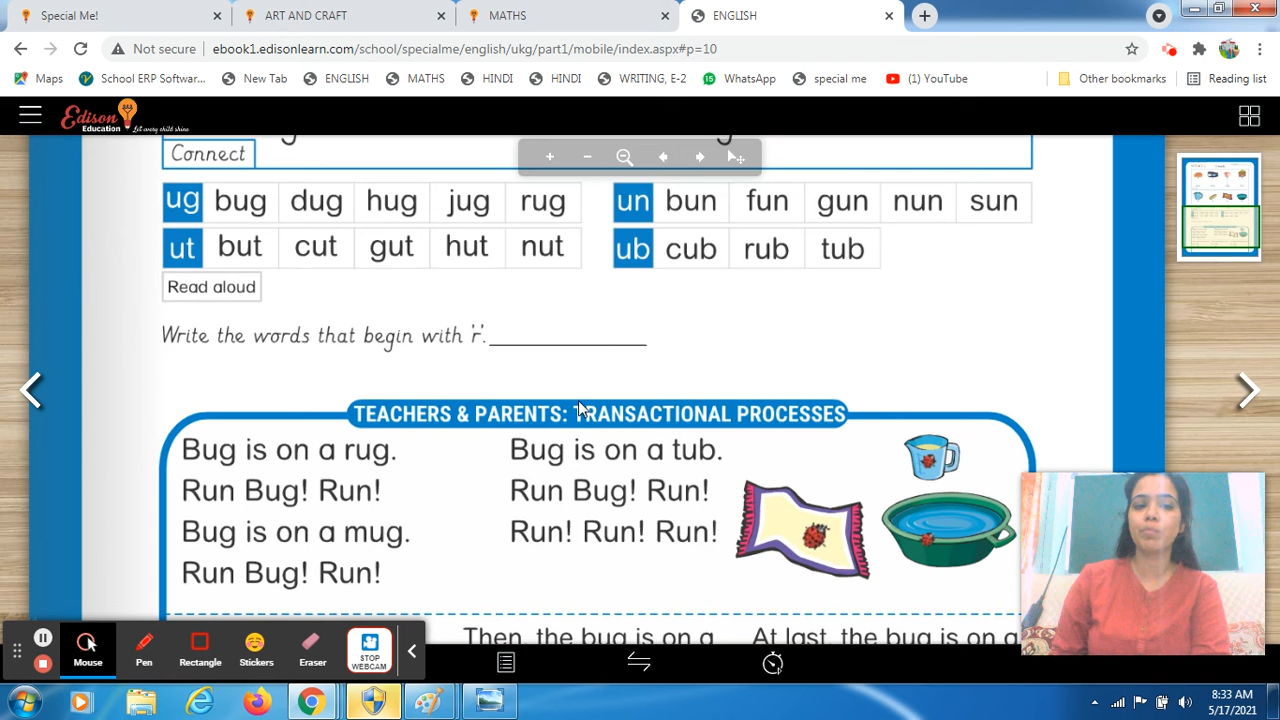 Special Me!
ART AND CRAFT
MATHS
ENGLISH
Not secure ebook1.edisonlearn.com/school/specialme/english/utd/part1/mobile/index.aspx#p=10
Maps School ERP Softwar... New Tab ENGLISH MATHS HINDI HINDI WRITING, E-2 WhatsApp special me (1) YouTube Other bookmarks Reading list
Edison
Education Let every child shine
Connect
ug bug dug hug jug rug un bun fun gun nun sun
ut but cut gut hut nut ub cub rub tub
Read aloud
Write the words that begin with 'r'.
TEACHERS & PARENTS: TRANSACTIONAL PROCESSES
Bug is on a rug.
Run Bug! Run!
Bug is on a mug.
Run Bug! Run!
Bug is on a tub.
Run Bug! Run!
Run! Run! Run!
Then, the bug is on a
At last, the bug is on a
Mouse Pen Rectangle Stickers Eraser STOP WEBCAM
8:33 AM
5/17/2021